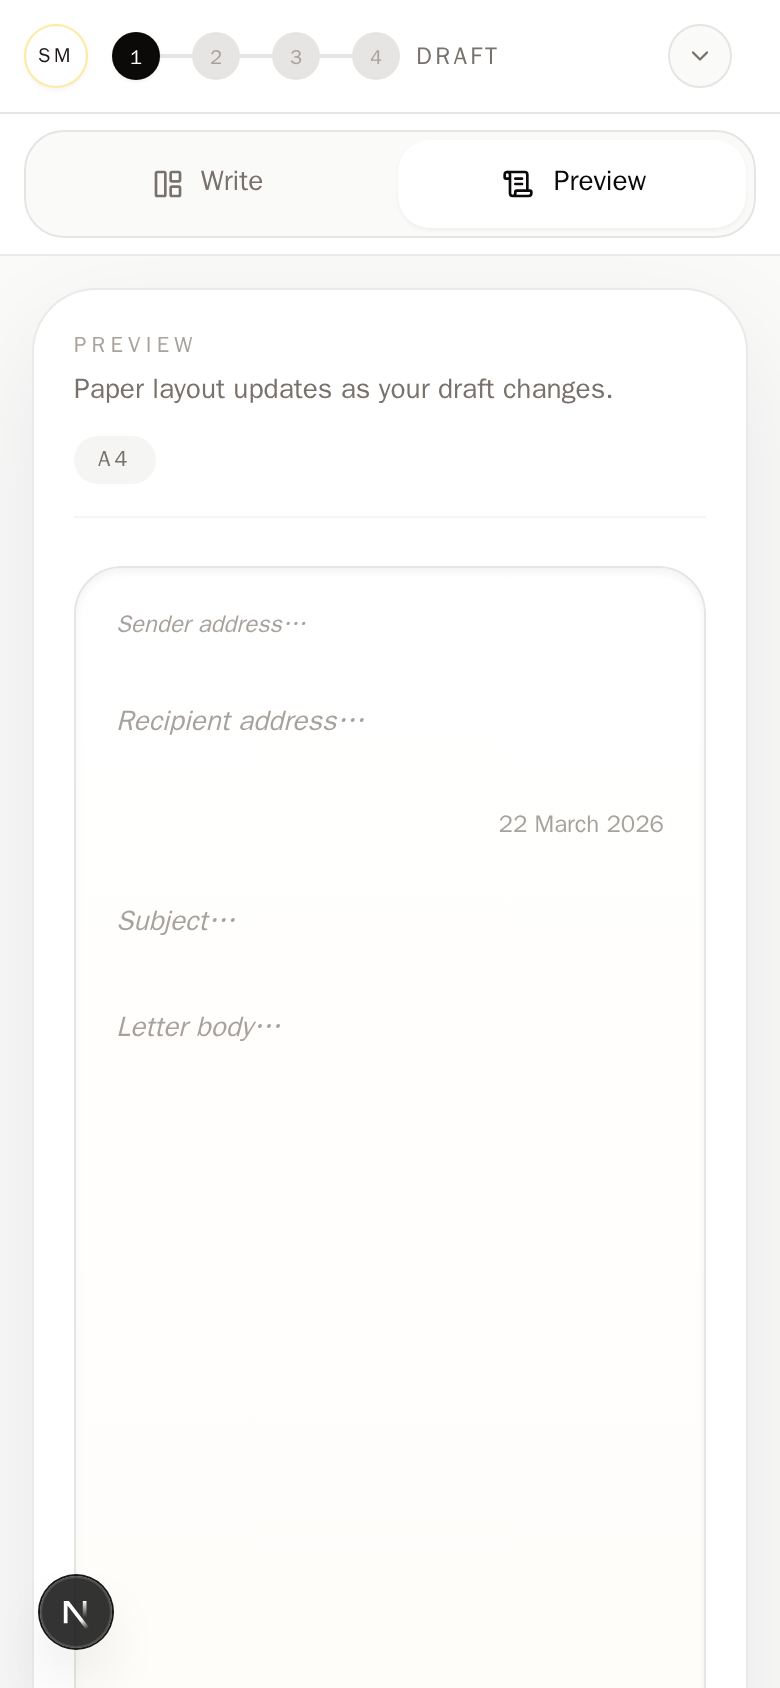 SM 1 2 3 4 DRAFT
Write Preview
PREVIEW
Paper layout updates as your draft changes.
A4
Sender address···
Recipient address···
22 March 2026
Subject···
Letter body···
N